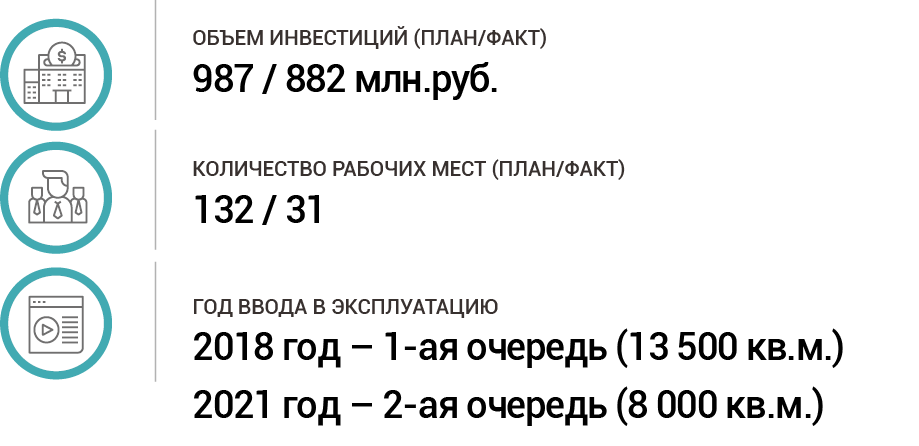 $
ОБЪЕМ ИНВЕСТИЦИЙ (ПЛАН/ФАКТ)
987 / 882 млн.руб.
КОЛИЧЕСТВО РАБОЧИХ МЕСТ (ПЛАН/ФАКТ)
132 / 31
ГОД ВВОДА В ЭКСПЛУАТАЦИЮ
2018 год – 1-ая очередь (13 500 кв.м.)
2021 год – 2-ая очередь (8 000 кв.м.)